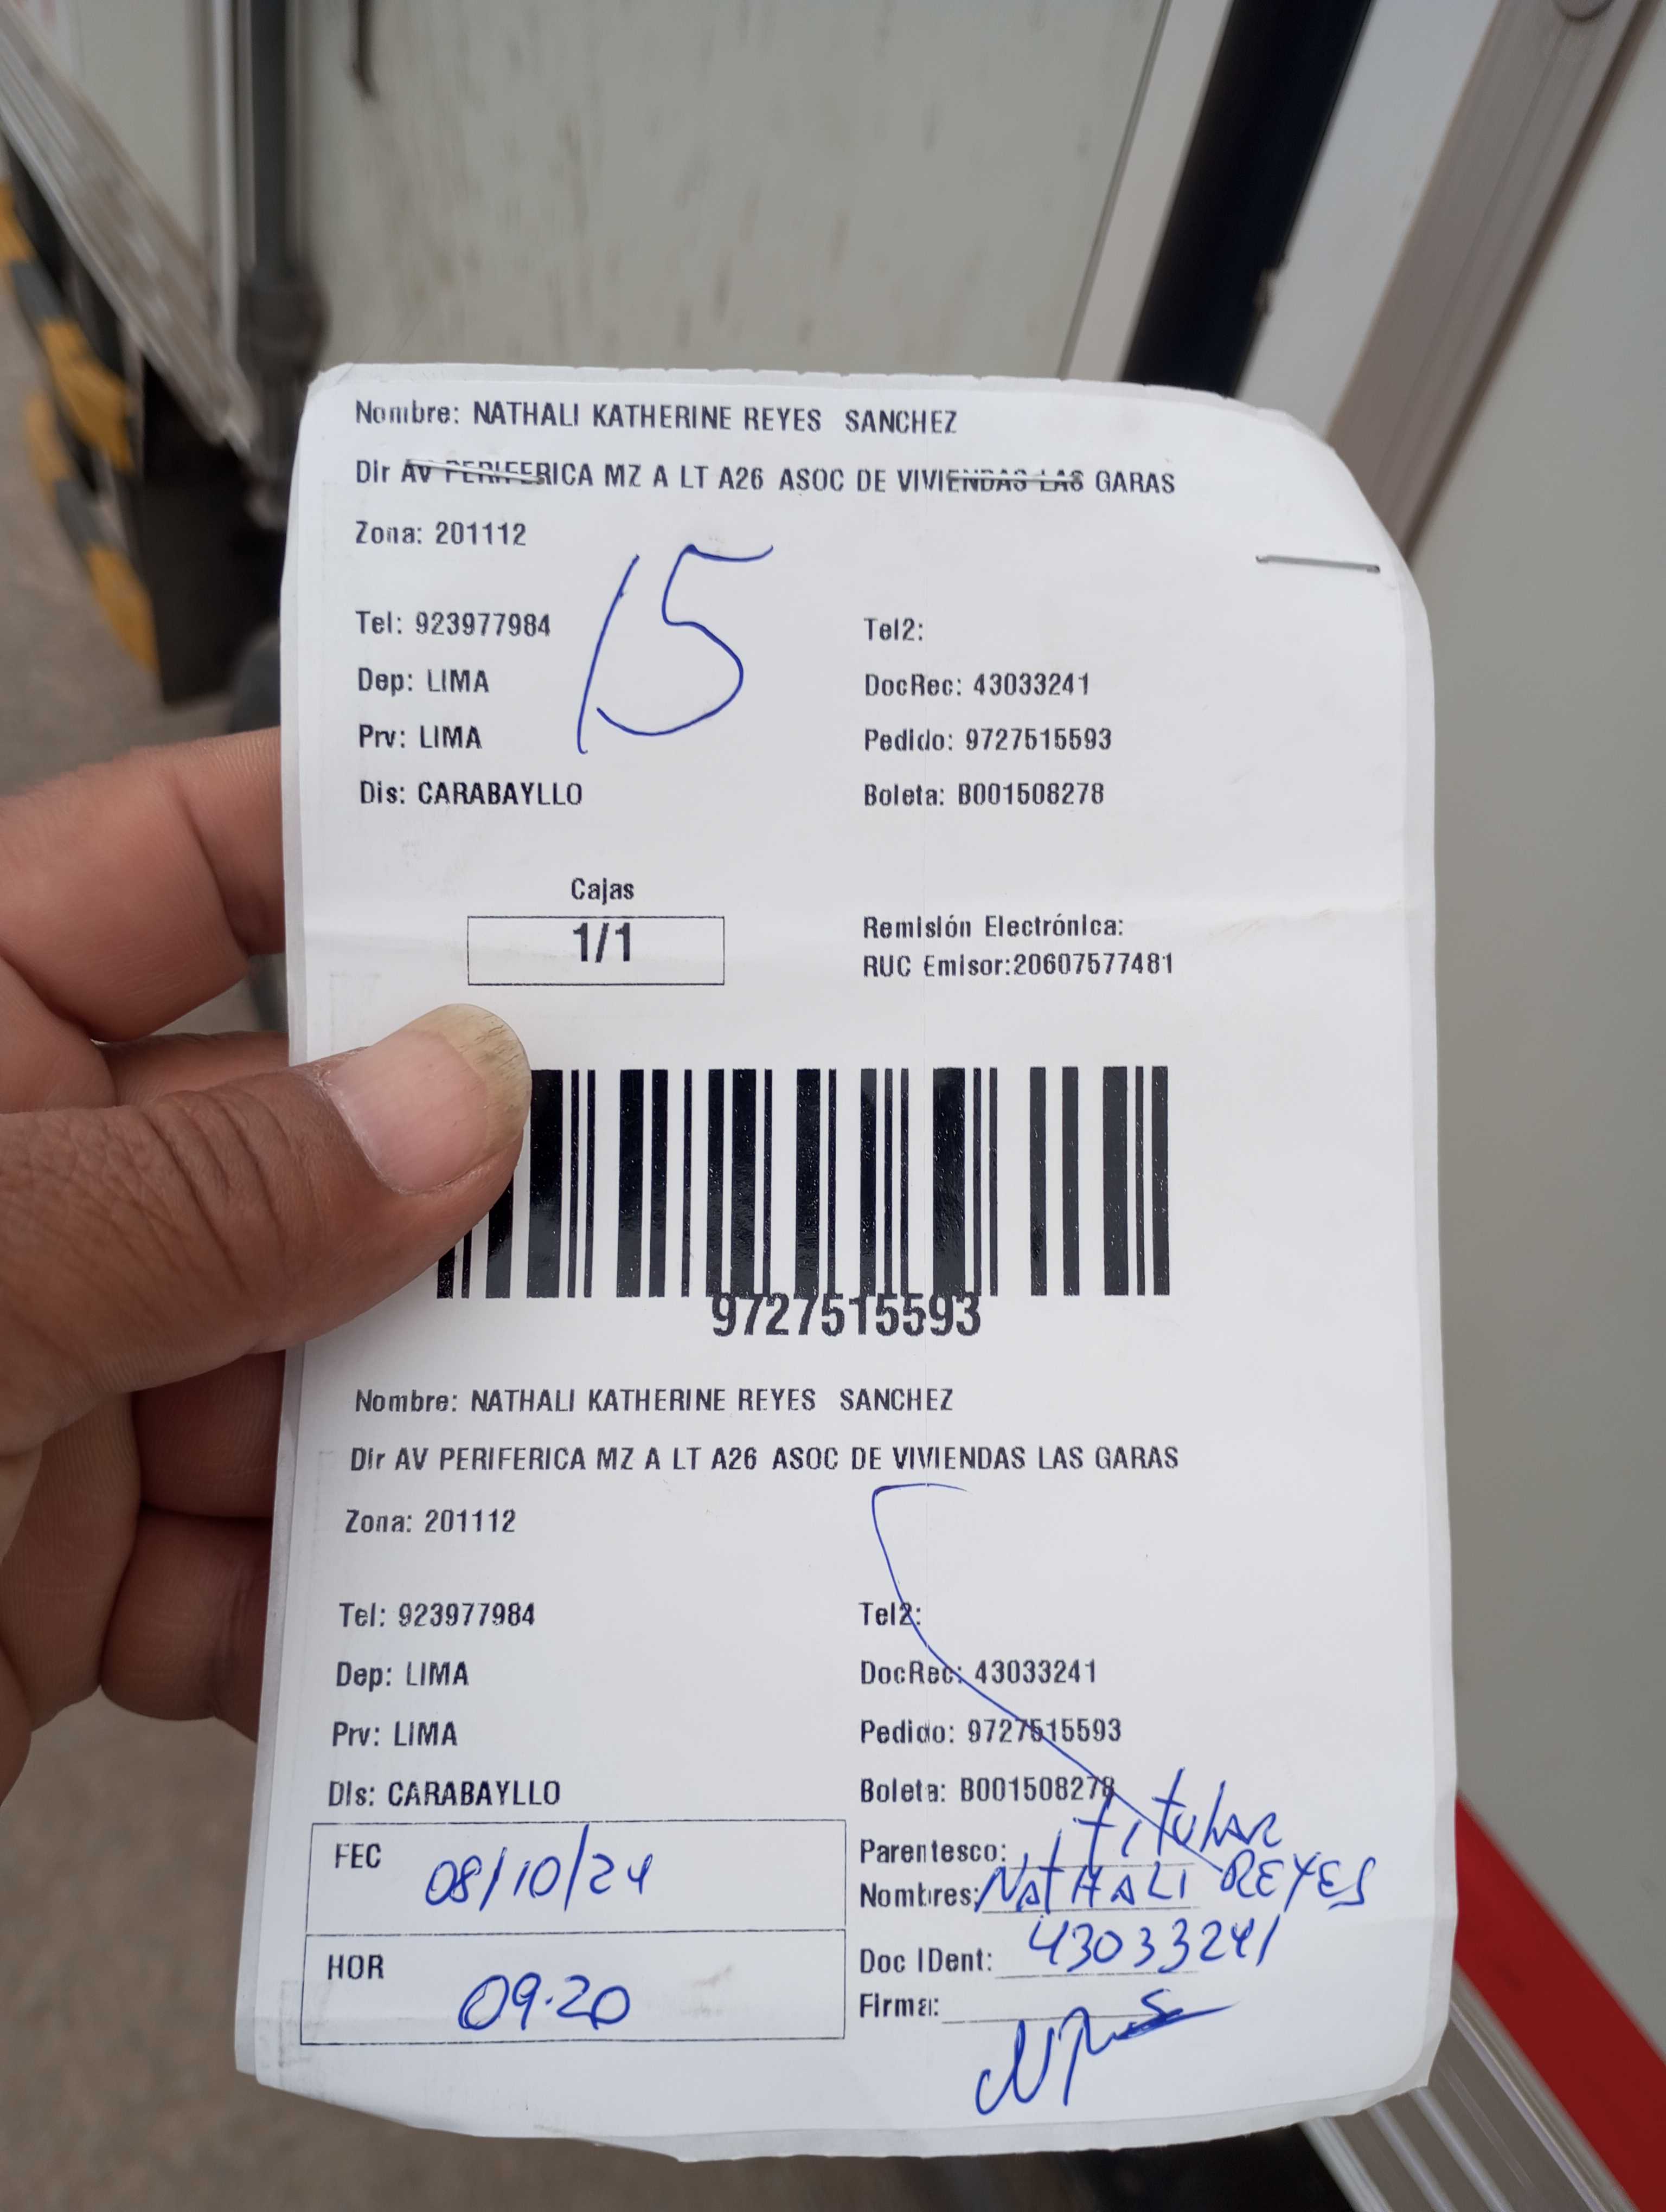 Nombre: NATHALI KATHERINE REYES SANCHEZ
Dir AV PERIFERICA MZ A LT A26 ASOC DE VIVIENDAS LAS GARAS
Zona: 201112
15
Tel: 923977984 Tel2:
Dep: LIMA DocRec: 43033241
Prv: LIMA Pedido: 9727515593
Dis: CARABAYLLO Boleta: B001508278
Cajas
1/1
Remisión Electrónica:
RUC Emisor:20607577481
9727515593
Nombre: NATHALI KATHERINE REYES SANCHEZ
Dir AV PERIFERICA MZ A LT A26 ASOC DE VIVIENDAS LAS GARAS
Zona: 201112
Tel: 923977984 Tel2:
Dep: LIMA DocRec: 43033241
Prv: LIMA Pedido: 9727515593
Dis: CARABAYLLO Boleta: B001508278
FEC 08/10/24
Parentesco: titular
Nombres: NATHALI REYES
HOR 09.20
Doc IDent: 43033241
Firma: